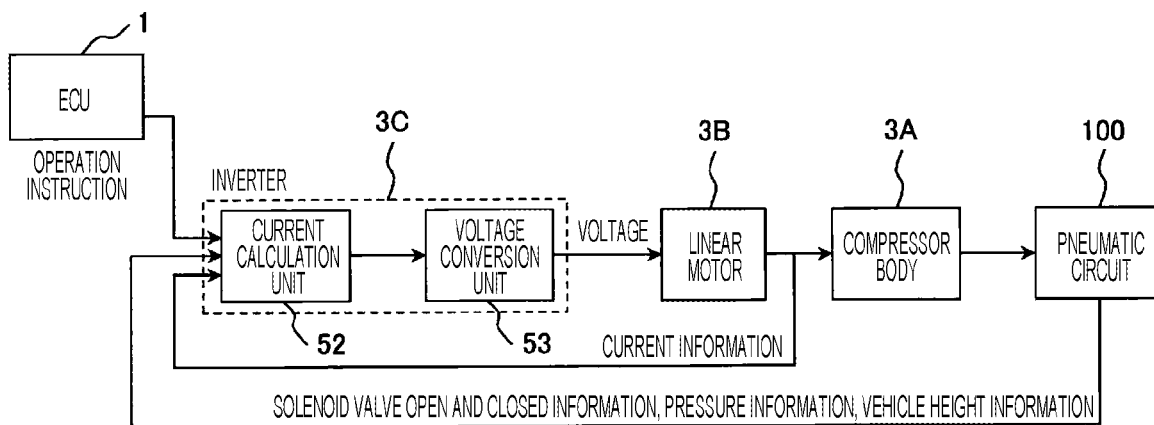 1
ECU
OPERATION
INSTRUCTION
3C
INVERTER
CURRENT
CALCULATION
UNIT
52
VOLTAGE
CONVERSION
UNIT
53
VOLTAGE
3B
LINEAR
MOTOR
3A
COMPRESSOR
BODY
100
PNEUMATIC
CIRCUIT
CURRENT INFORMATION
SOLENOID VALVE OPEN AND CLOSED INFORMATION, PRESSURE INFORMATION, VEHICLE HEIGHT INFORMATION